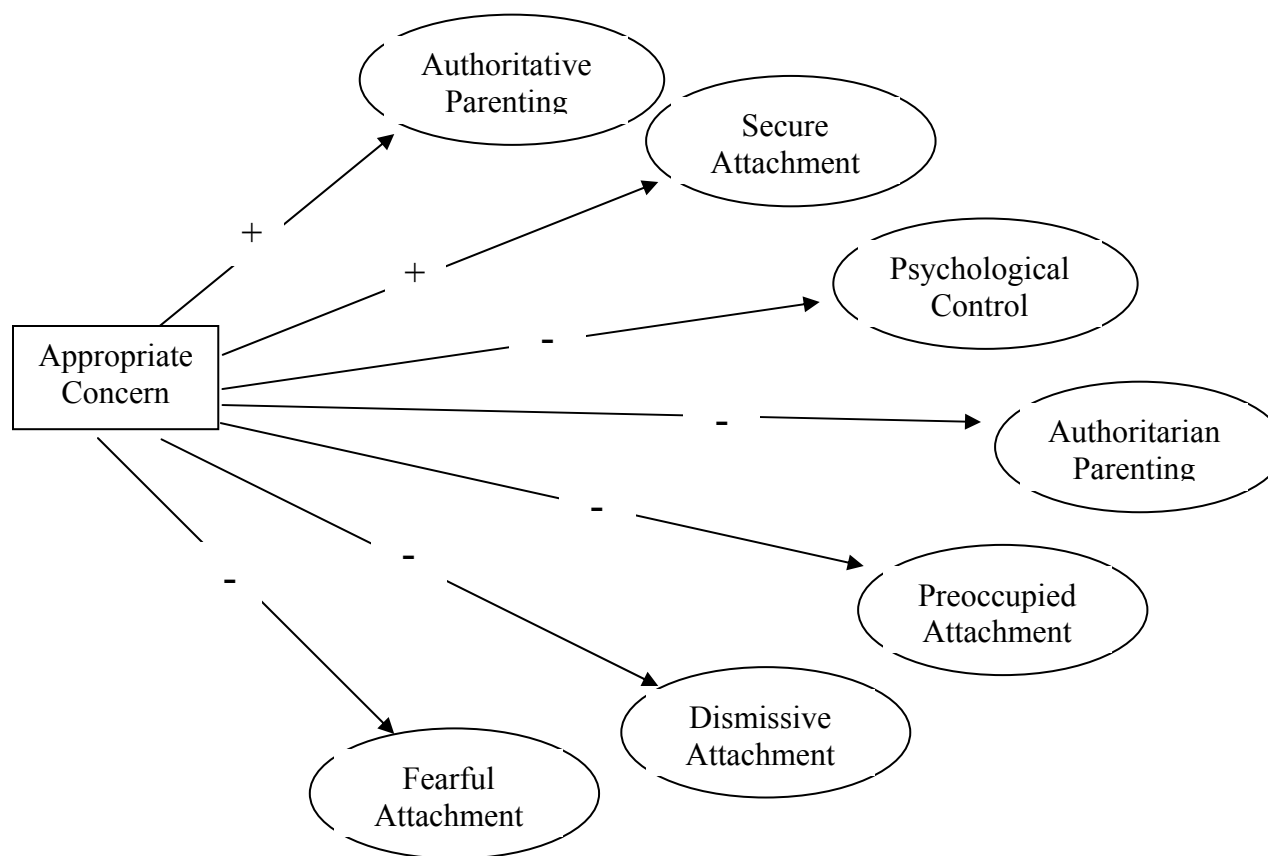 Authoritative
Parenting
Secure
Attachment
+
+
Psychological
Control
-
Appropriate
Concern
-
Authoritarian
Parenting
-
-
-
Preoccupied
Attachment
Dismissive
Attachment
Fearful
Attachment